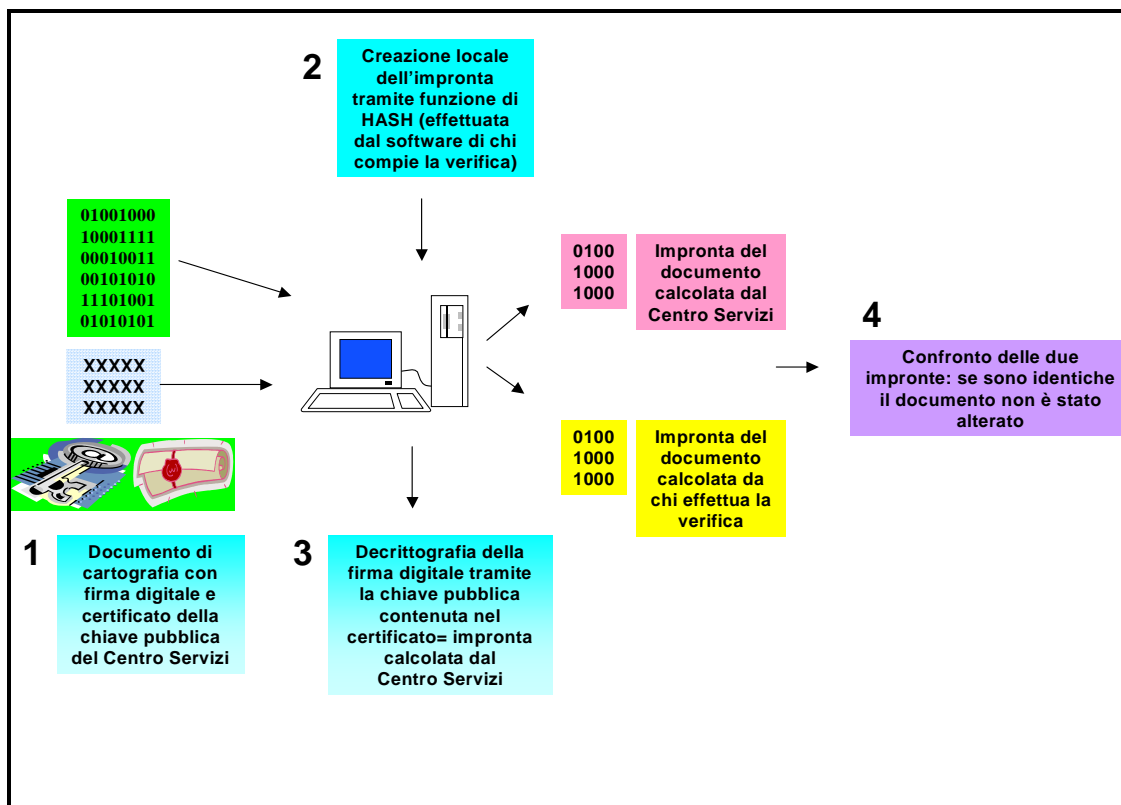 2
Creazione locale
dell'impronta
tramite funzione di
HASH (effettuata
dal software di chi
compie la verifica)
01001000
10001111
00010011
00101010
11101001
01010101
XXXXX
XXXXX
XXXXX
@
0100
1000
1000
Impronta del
documento
calcolata dal
Centro Servizi
0100
1000
1000
Impronta del
documento
calcolata da
chi effettua la
verifica
4
Confronto delle due
impronte: se sono identiche
il documento non è stato
alterato
1
Documento di
cartografia con
firma digitale e
certificato della
chiave pubblica
del Centro Servizi
3
Decrittografia della
firma digitale tramite
la chiave pubblica
contenuta nel
certificato= impronta
calcolata dal
Centro Servizi